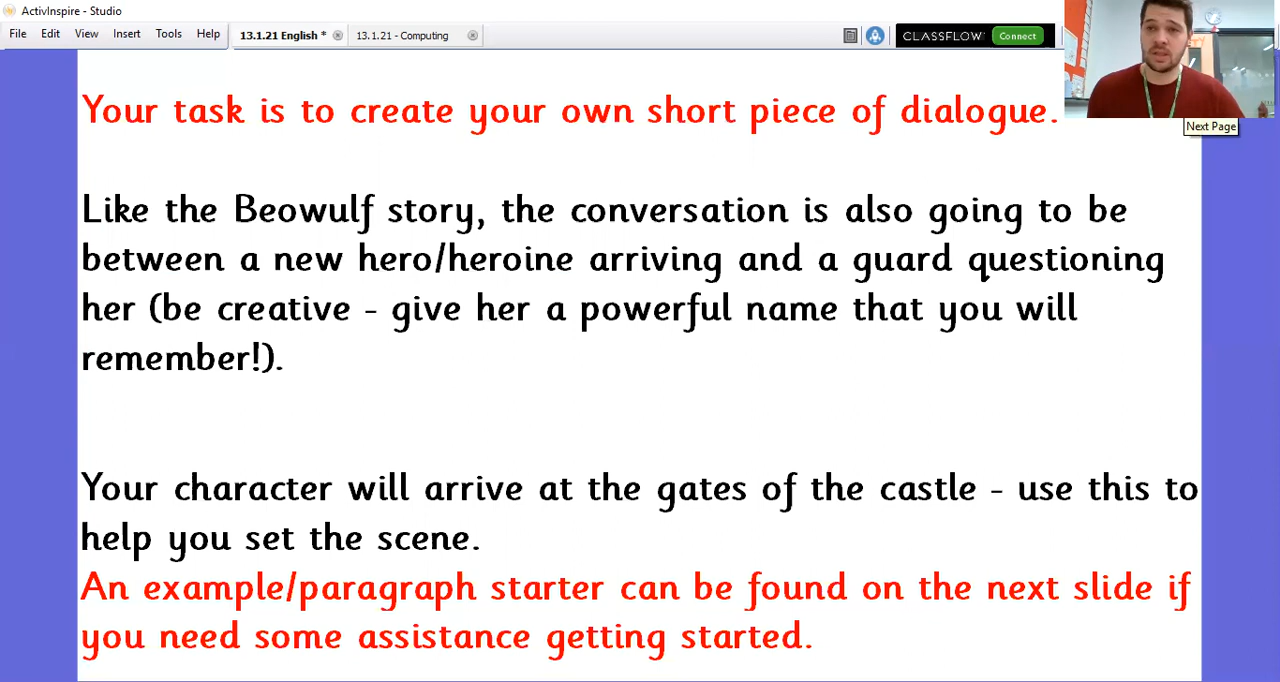 ActivInspire - Studio
File Edit View Insert Tools Help 13.1.21 English * 13.1.21 - Computing CLASSFLOW Connect
Next Page
Your task is to create your own short piece of dialogue.
Like the Beowulf story, the conversation is also going to be
between a new hero/heroine arriving and a guard questioning
her (be creative - give her a powerful name that you will
remember!).
Your character will arrive at the gates of the castle - use this to
help you set the scene.
An example/paragraph starter can be found on the next slide if
you need some assistance getting started.